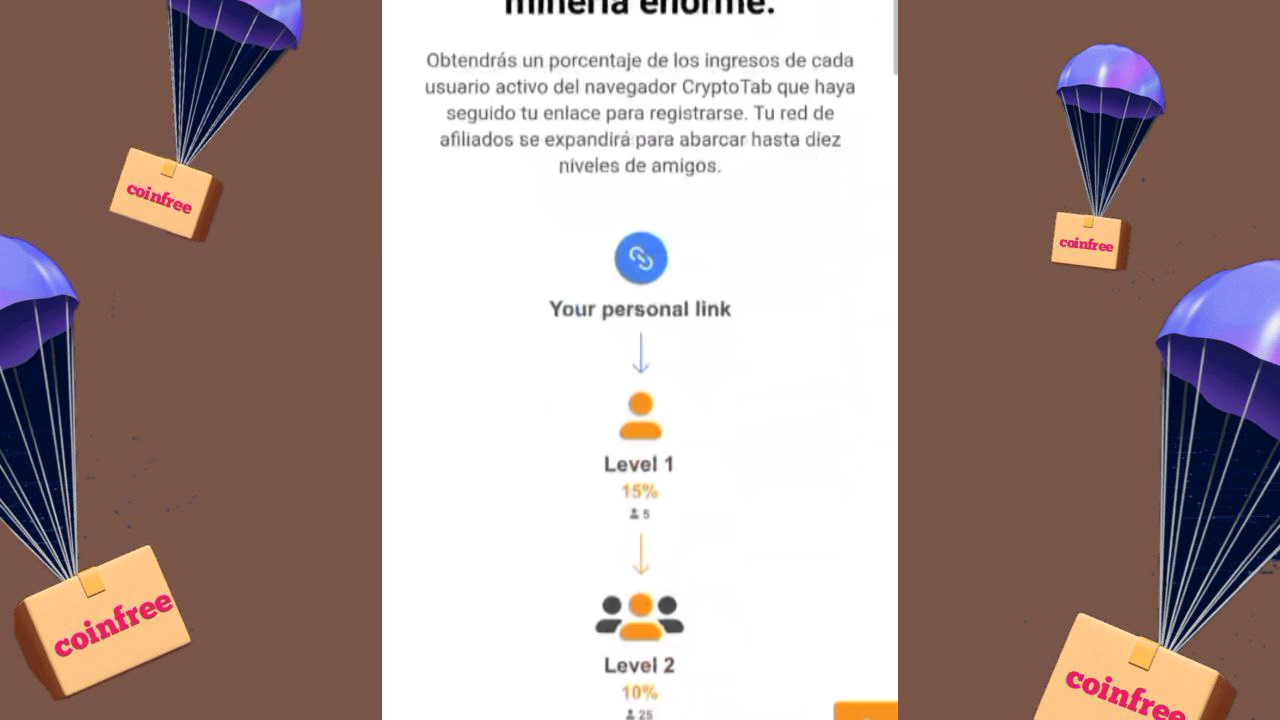 minería enorme.
Obtendrás un porcentaje de los ingresos de cada
usuario activo del navegador CryptoTab que haya
seguido tu enlace para registrarse. Tu red de
afiliados se expandirá para abarcar hasta diez
niveles de amigos.
Your personal link
Level 1
15%
5
Level 2
10%
25
coinfree
coinfree
coinfree
coinfree